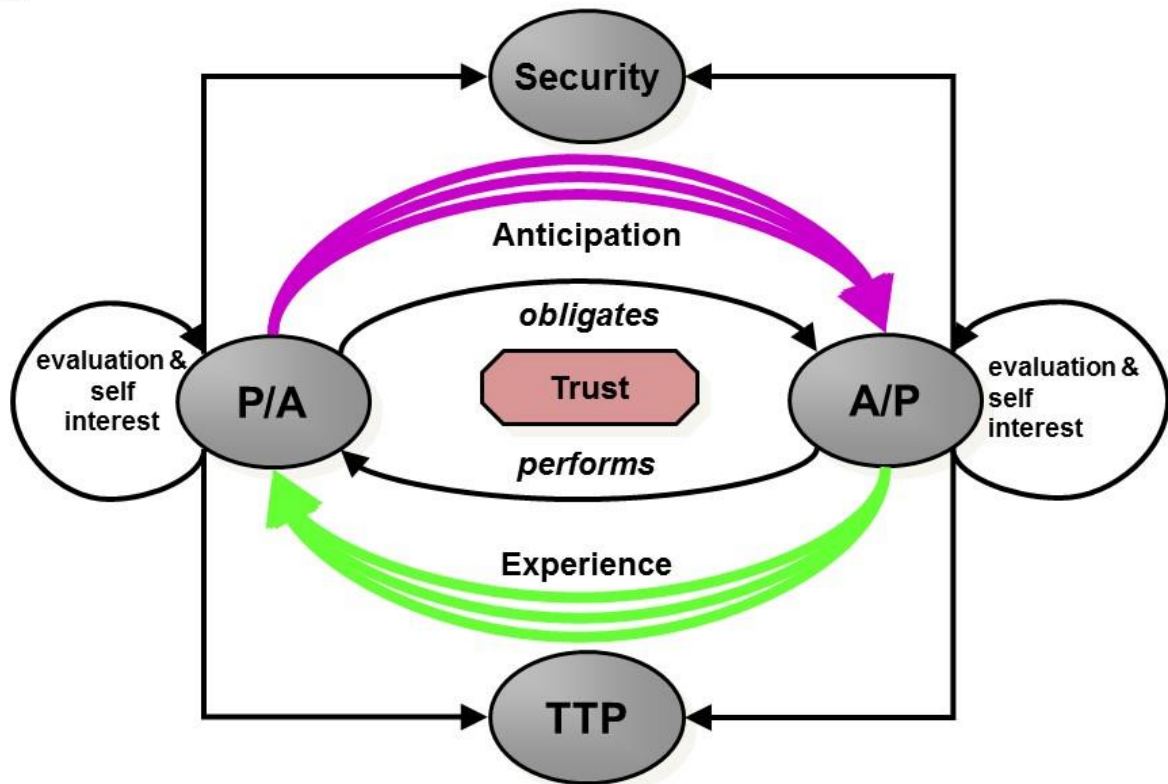 Security
Anticipation
obligates
evaluation &
self
interest
P/A
Trust
A/P
evaluation &
self
interest
performs
Experience
TTP